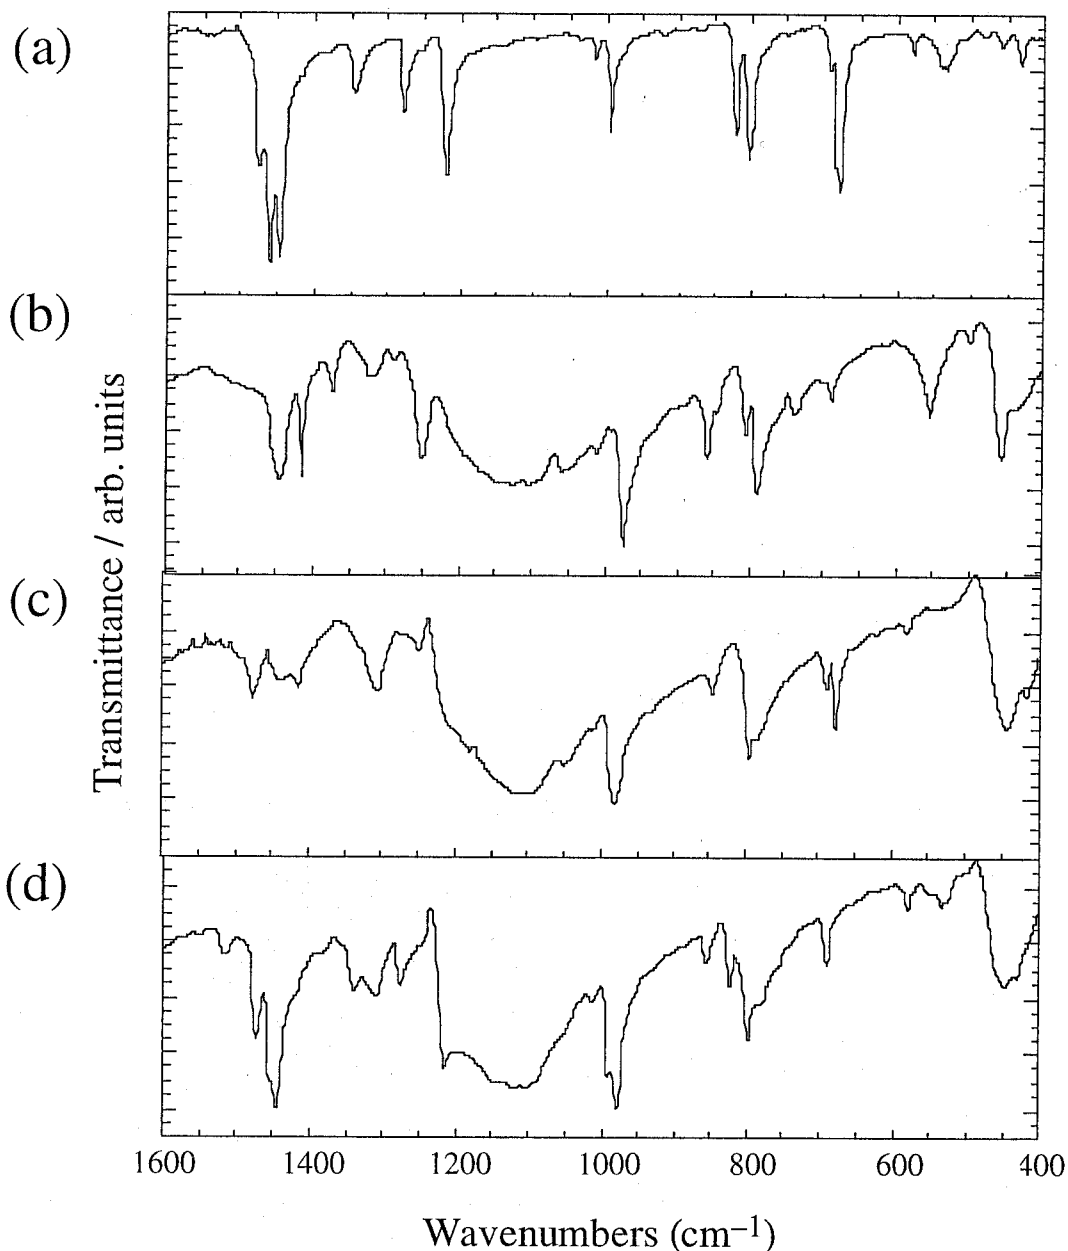 (a)
(b)
(c)
(d)
Transmittance / arb. units
1600 1400 1200 1000 800 600 400
Wavenumbers (cm⁻¹)